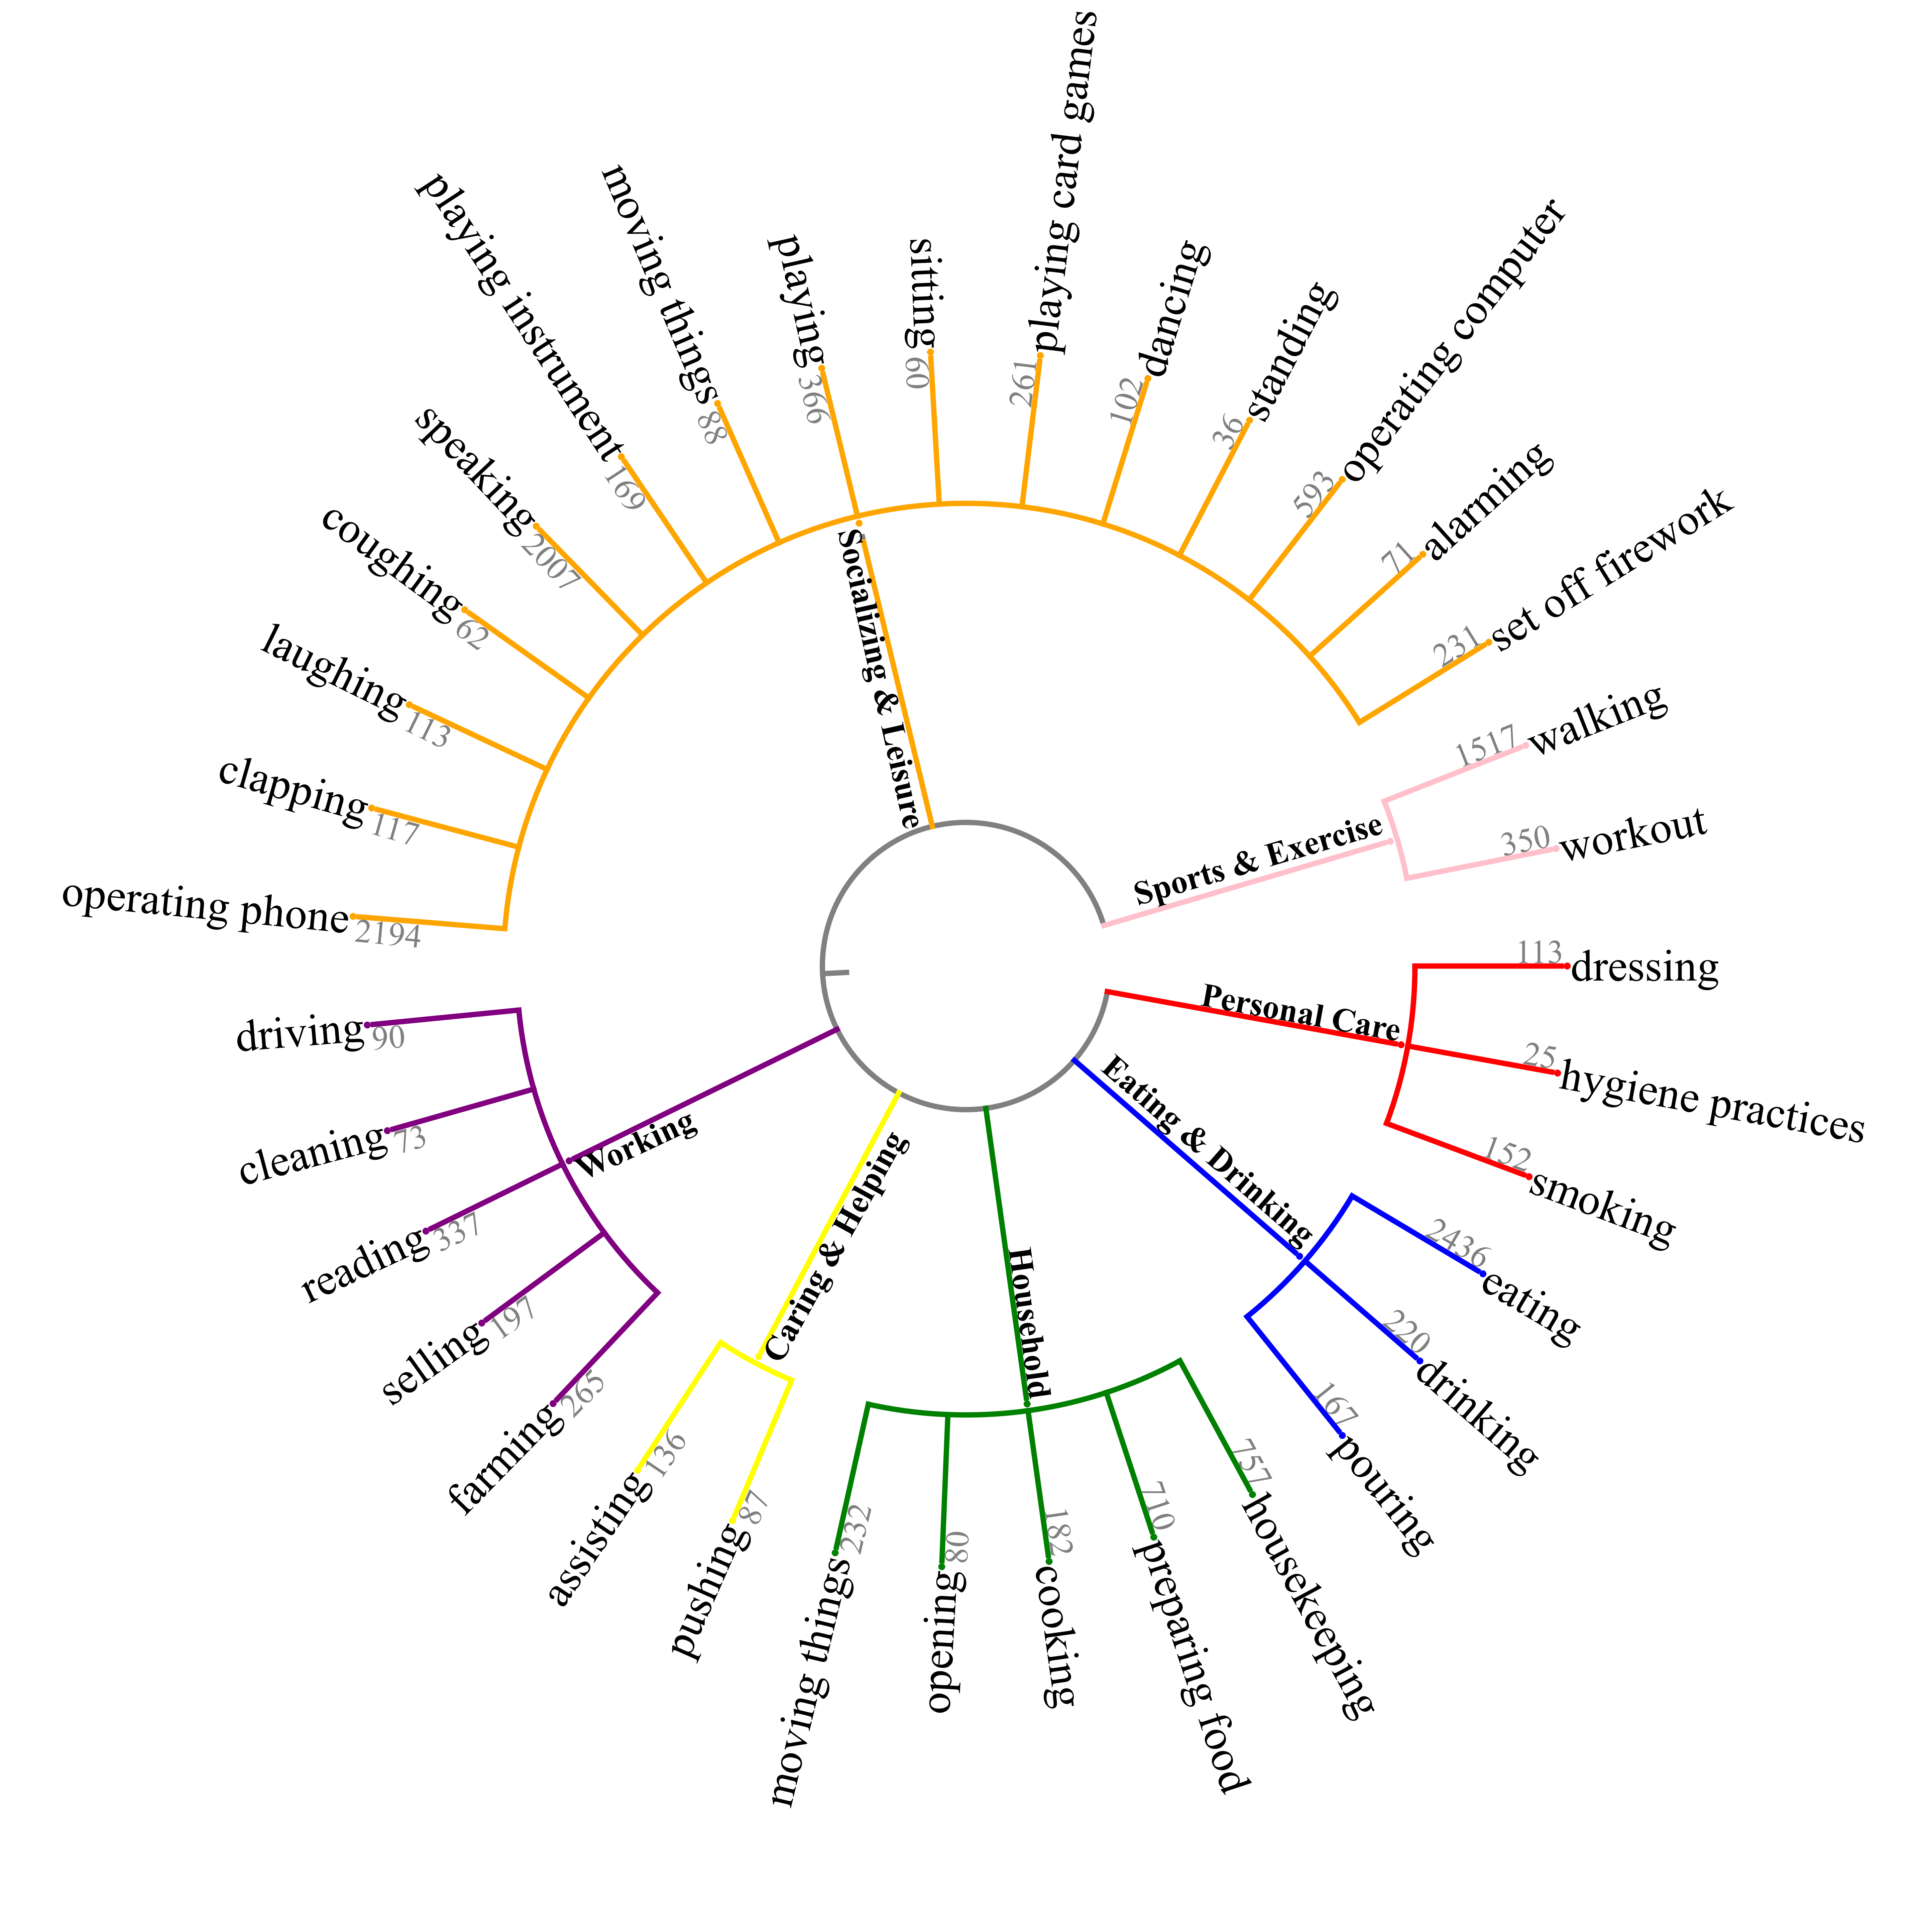 Socializing & Leisure
operating phone 2194
clapping 117
laughing 113
coughing 62
speaking 2007
playing instrument 169
moving things 88
playing 366
sitting 60
playing card games 261
dancing 102
standing 36
operating computer 593
alarming 71
set off firework 231
Sports & Exercise
walking 1517
workout 350
Personal Care
dressing 113
hygiene practices 25
smoking 152
Eating & Drinking
eating 2436
drinking 220
pouring 167
Household
housekeeping 757
preparing food 710
cooking 182
opening 80
moving things 232
Caring & Helping
pushing 87
assisting 136
Working
farming 265
selling 197
reading 337
cleaning 73
driving 90